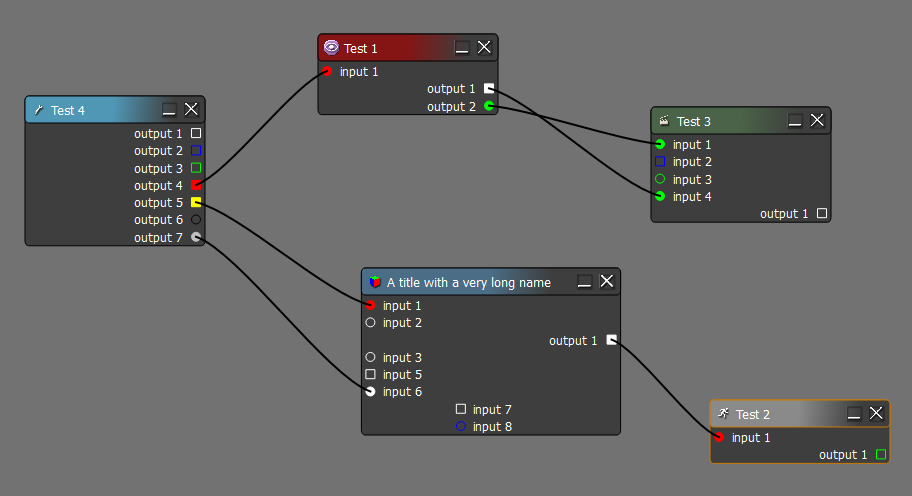 Test 1
input 1
output 1
output 2
Test 4
output 1
output 2
output 3
output 4
output 5
output 6
output 7
Test 3
input 1
input 2
input 3
input 4
output 1
A title with a very long name
input 1
input 2
output 1
input 3
input 5
input 6
input 7
input 8
Test 2
input 1
output 1